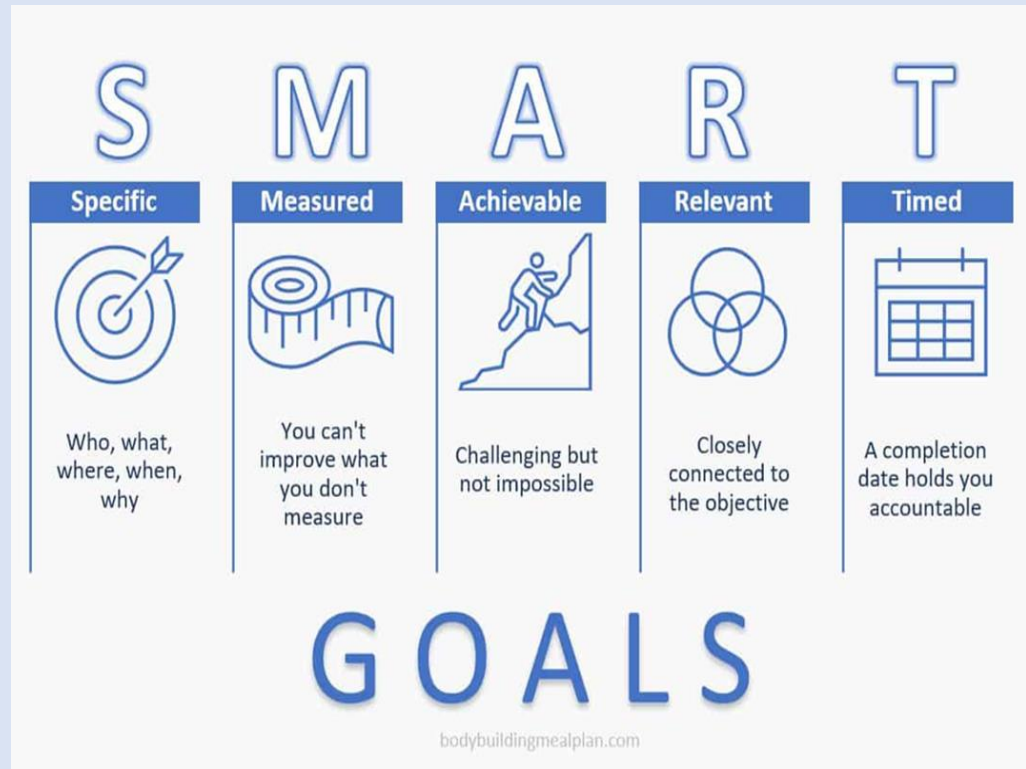 S M A R T
Specific
Measured
Achievable
Relevant
Timed
Who, what,
where, when,
why
You can't
improve what
you don't
measure
Challenging but
not impossible
Closely
connected to
the objective
A completion
date holds you
accountable
GOALS
bodybuildingmealplan.com